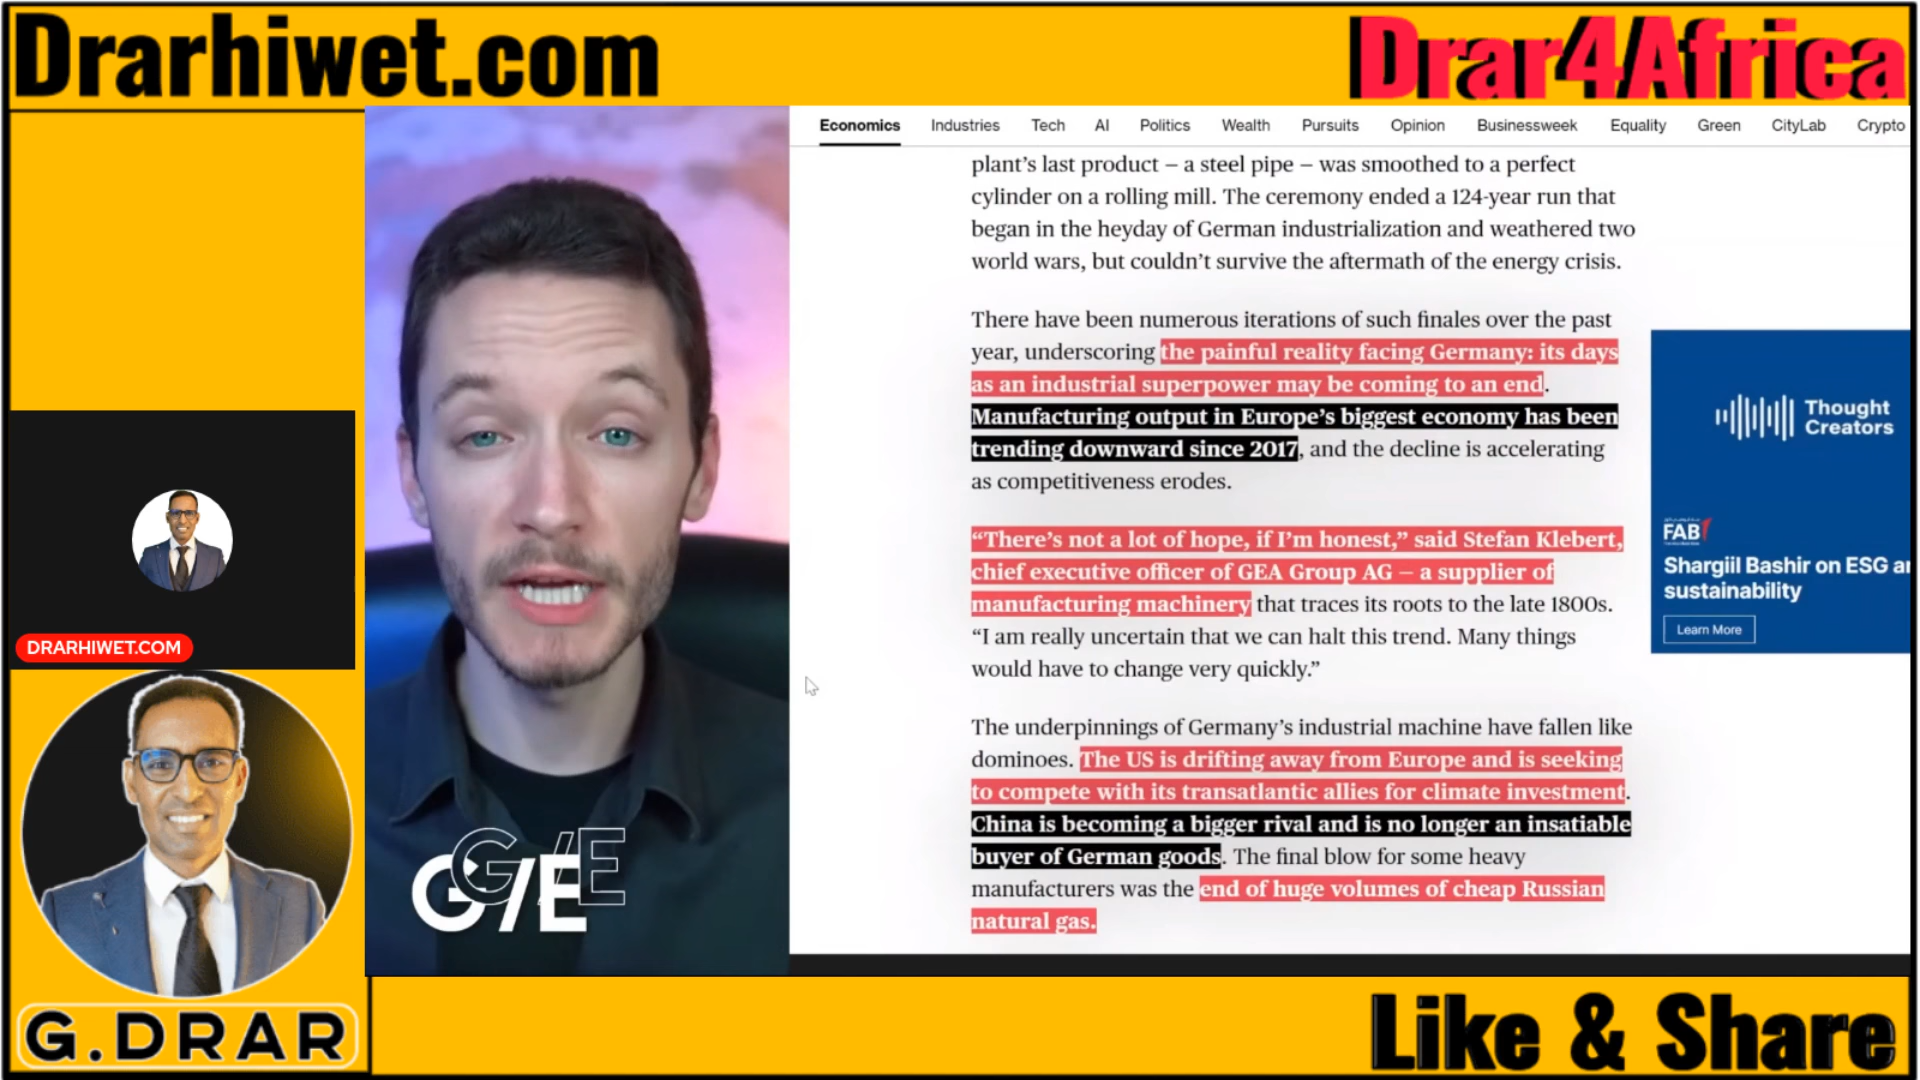 Drarhiwet.com
Drar4Africa
Economics Industries Tech AI Politics Wealth Pursuits Opinion Businessweek Equality Green CityLab Crypto
plant's last product – a steel pipe – was smoothed to a perfect
cylinder on a rolling mill. The ceremony ended a 124-year run that
began in the heyday of German industrialization and weathered two
world wars, but couldn't survive the aftermath of the energy crisis.
There have been numerous iterations of such finales over the past
year, underscoring the painful reality facing Germany: its days
as an industrial superpower may be coming to an end.
Manufacturing output in Europe's biggest economy has been
trending downward since 2017, and the decline is accelerating
as competitiveness erodes.
“There's not a lot of hope, if I'm honest,” said Stefan Klebert,
chief executive officer of GEA Group AG – a supplier of
manufacturing machinery that traces its roots to the late 1800s.
“I am really uncertain that we can halt this trend. Many things
would have to change very quickly.”
The underpinnings of Germany's industrial machine have fallen like
dominoes. The US is drifting away from Europe and is seeking
to compete with its transatlantic allies for climate investment.
China is becoming a bigger rival and is no longer an insatiable
buyer of German goods. The final blow for some heavy
manufacturers was the end of huge volumes of cheap Russian
natural gas.
Thought
Creators
FAB
Shargiil Bashir on ESG
sustainability
Learn More
DRARHIWET.COM
G/E
G/E
G.DRAR
Like & Share